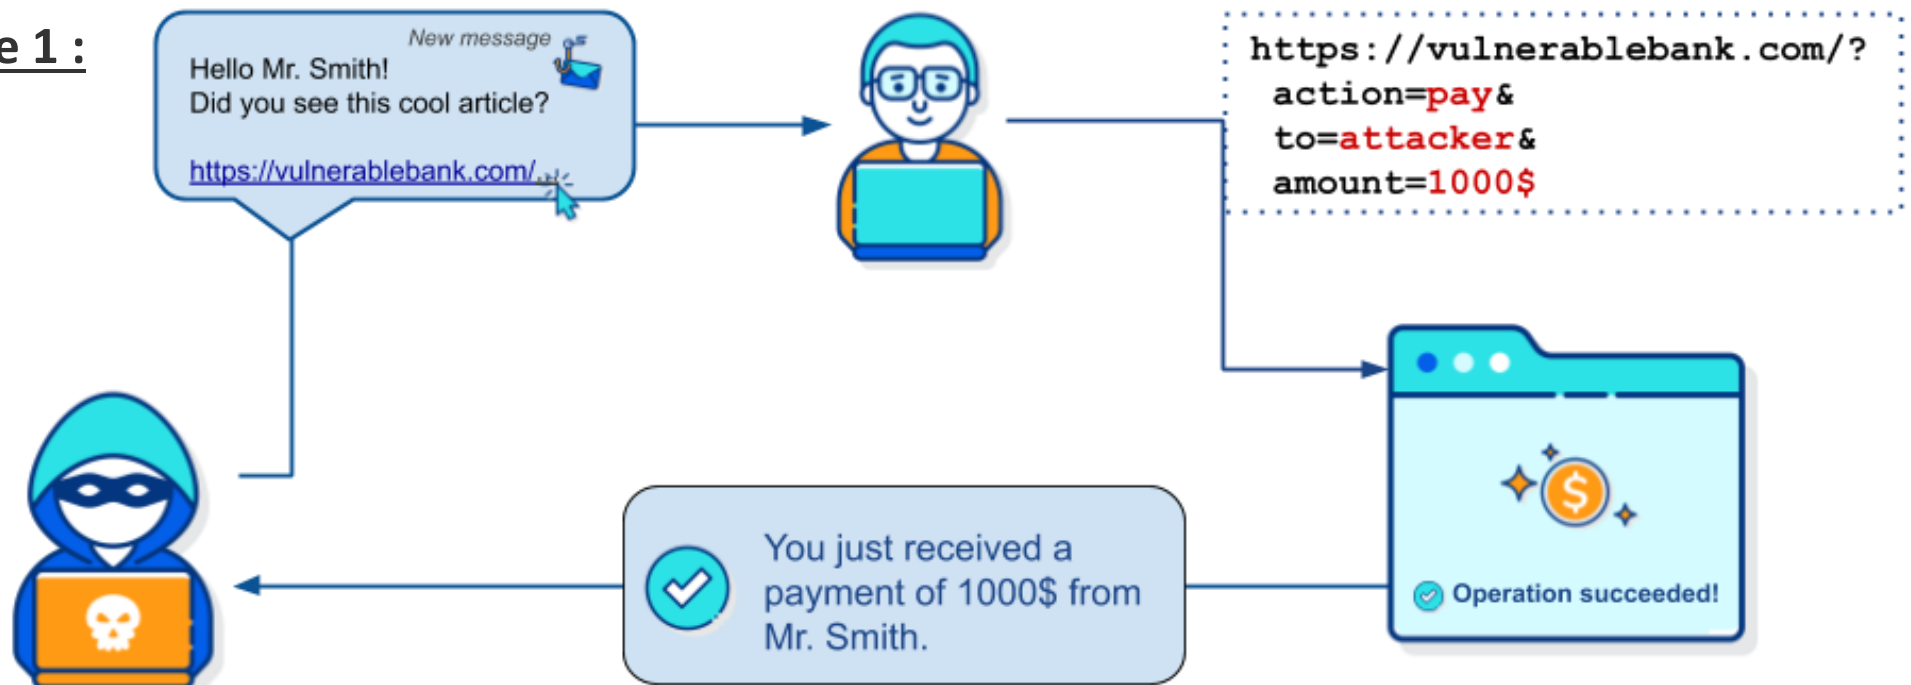 e 1 :
New message
Hello Mr. Smith!
Did you see this cool article?
https://vulnerablebank.com/...
https://vulnerablebank.com/?
action=pay&
to=attacker&
amount=1000$
Operation succeeded!
You just received a
payment of 1000$ from
Mr. Smith.